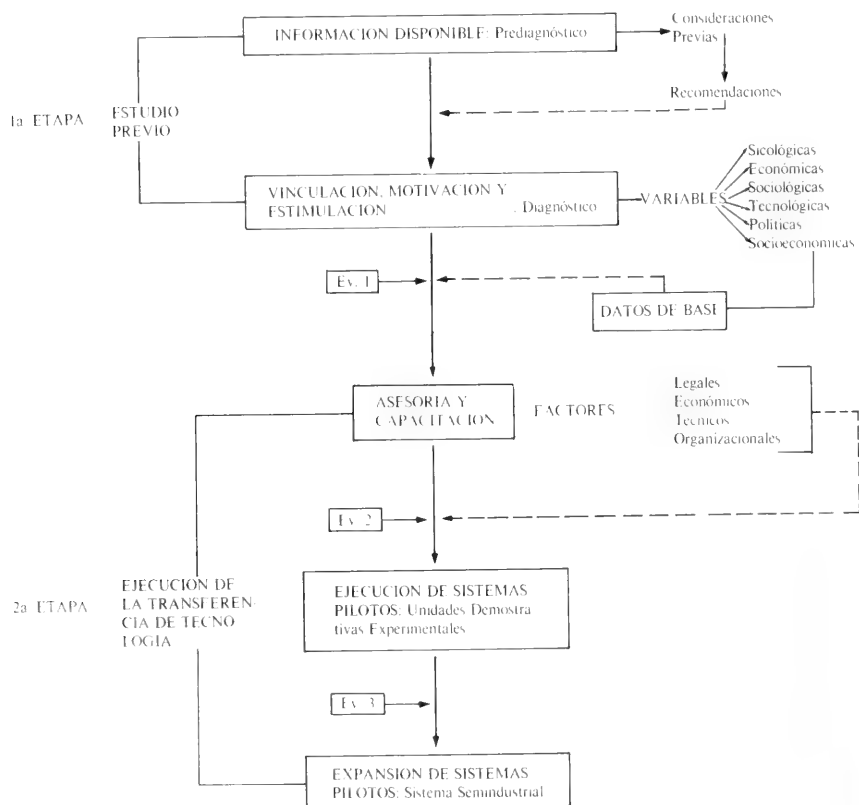 INFORMACION DISPONIBLE: Prediagnóstico
Consideraciones
Previas
Recomendaciones
1a ETAPA
ESTUDIO
PREVIO
VINCULACION, MOTIVACION Y
ESTIMULACION . Diagnóstico
VARIABLES
Sicológicas
Económicas
Sociológicas
Tecnológicas
Políticas
Socioeconomicas
Ev. 1
DATOS DE BASE
ASESORIA Y
CAPACITACION
FACTORES
Legales
Económicos
Tecnicos
Organizacionales
Ev. 2
2a ETAPA
EJECUCION DE
LA TRANSFEREN-
CIA DE TECNO
LOGIA
EJECUCION DE SISTEMAS
PILOTOS: Unidades Demostra
tivas Experimentales
Ev. 3
EXPANSION DE SISTEMAS
PILOTOS: Sistema Semindustrial